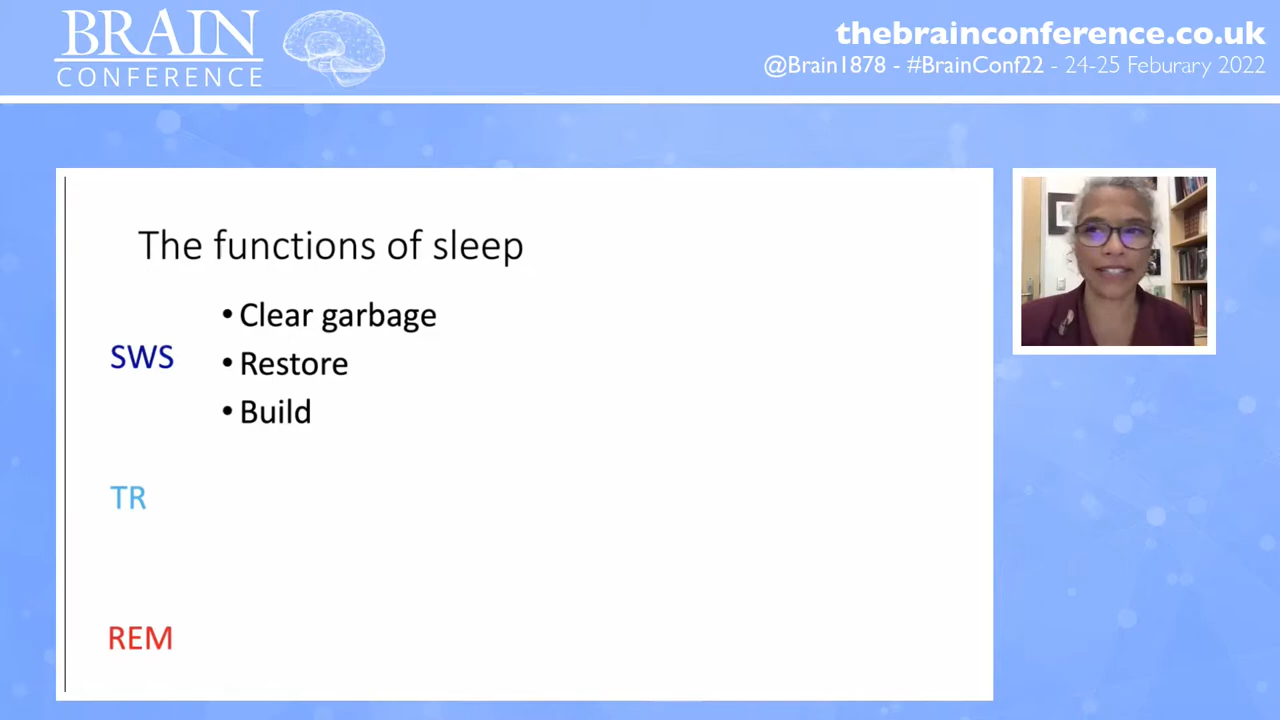 BRAIN
CONFERENCE
thebrainconference.co.uk
@Brain1878 - #BrainConf22 - 24-25 Feburary 2022
The functions of sleep
• Clear garbage
SWS
• Restore
• Build
TR
REM